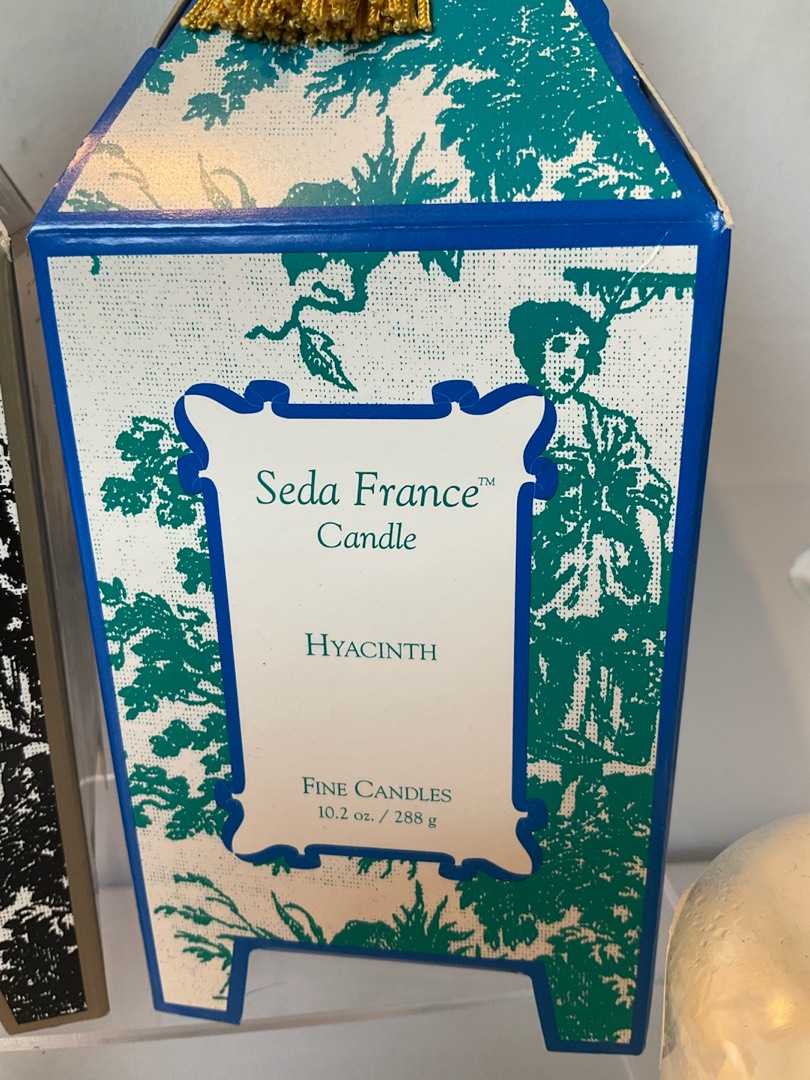 Seda France™
Candle
HYACINTH
FINE CANDLES
10.2 oz. / 288 g